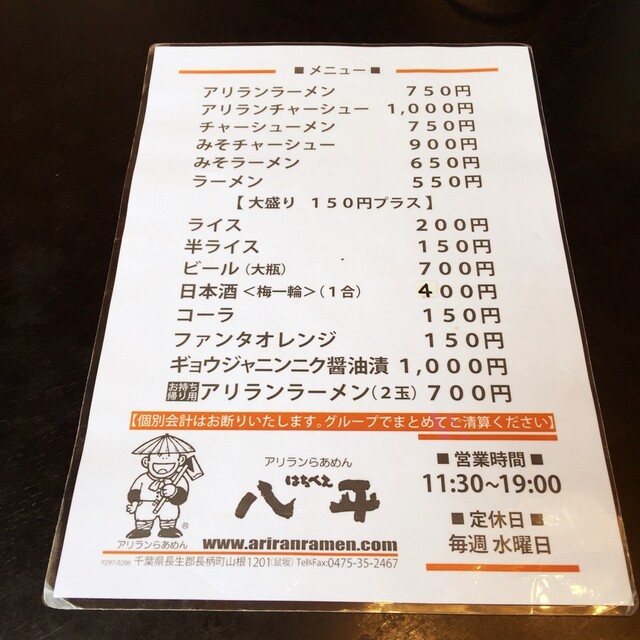 ■ メニュー ■
アリランラーメン 750円
アリランチャーシュー 1,000円
チャーシューメン 750円
みそチャーシュー 900円
みそラーメン 650円
ラーメン 550円
【 大盛り 150円プラス 】
ライス 200円
半ライス 150円
ビール（大瓶） 700円
日本酒＜梅一輪＞（1合） 400円
コーラ 150円
ファンタオレンジ 150円
ギョウジャニンニク醤油漬 1,000円
お持ち帰り用 アリランラーメン（2玉） 700円
【個別会計はお断りいたします。グループでまとめてご清算ください】
アリランらあめん
はちべえ
八平
®
アリランらあめん
www.ariranramen.com
〒297-0206 千葉県長生郡長柄町山根1201（鼠坂） Tel&Fax:0475-35-2467
■ 営業時間 ■
11:30～19:00
■ 定休日 ■
毎週 水曜日